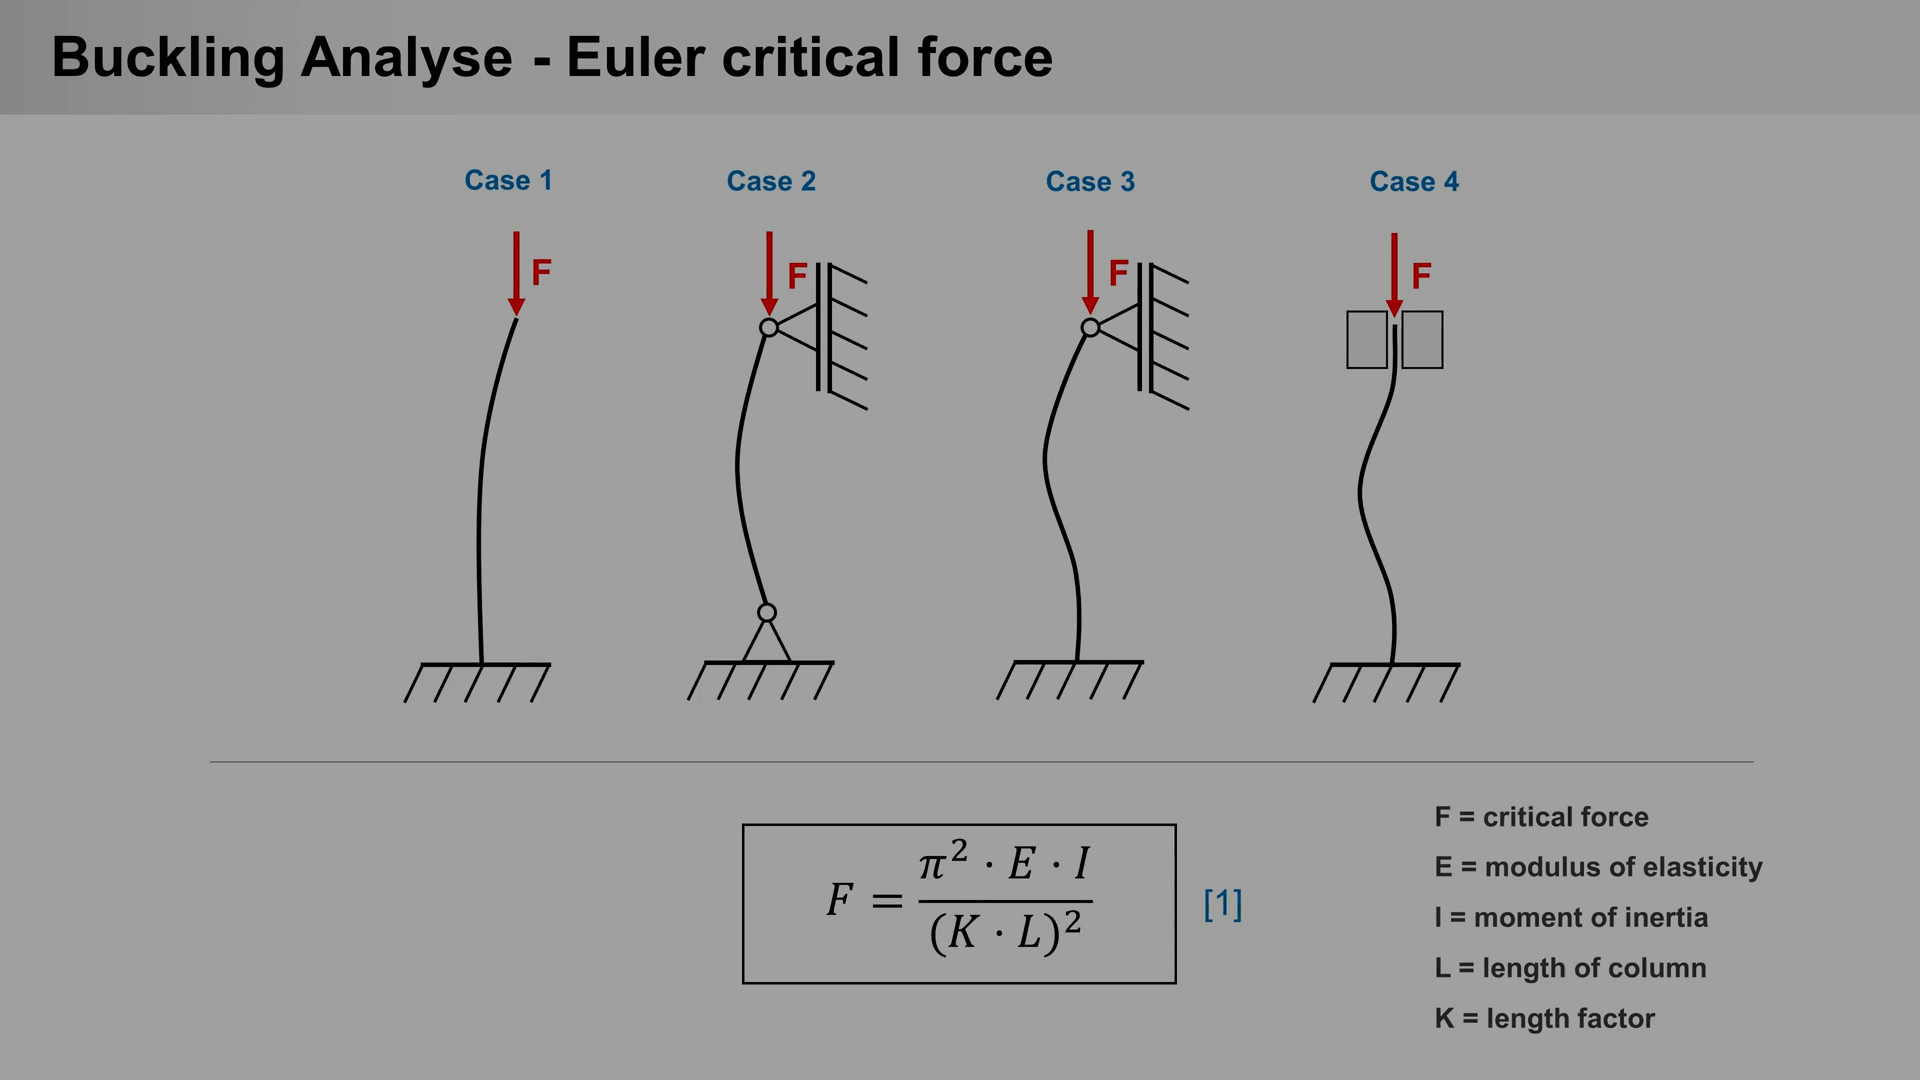 Buckling Analyse - Euler critical force
Case 1
Case 2
Case 3
Case 4
F
F
F
F
F = π² · E · I / (K · L)²
[1]
F = critical force
E = modulus of elasticity
I = moment of inertia
L = length of column
K = length factor